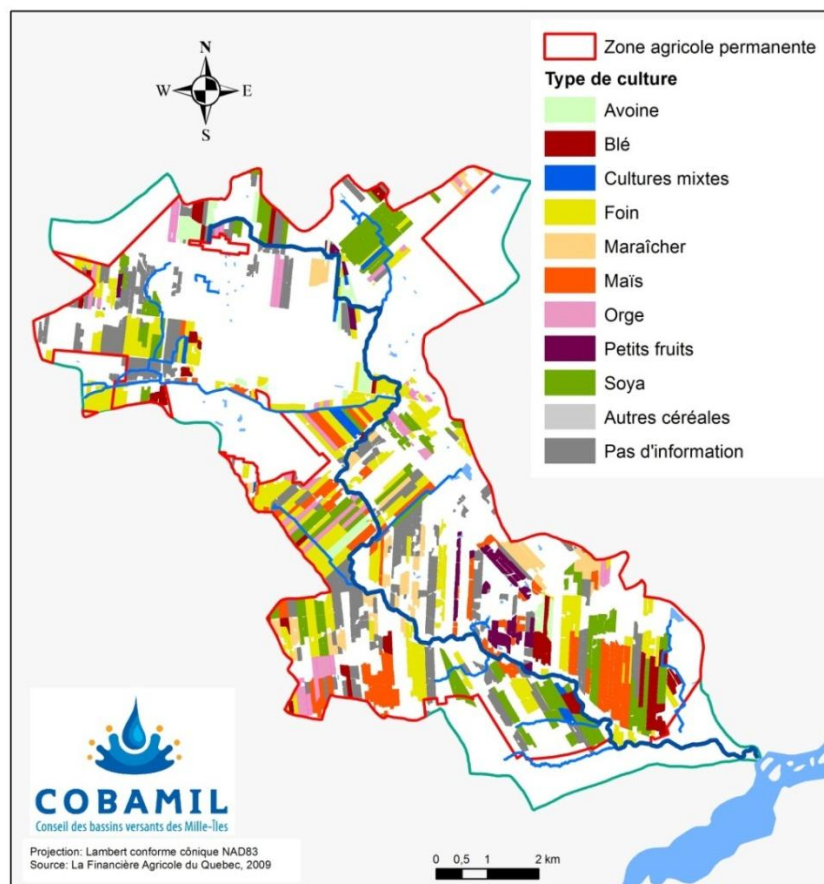 N
W E
S
Zone agricole permanente
Type de culture
Avoine
Blé
Cultures mixtes
Foin
Maraîcher
Maïs
Orge
Petits fruits
Soya
Autres céréales
Pas d'information
COBAMIL
Conseil des bassins versants des Mille-Îles
Projection: Lambert conforme cônique NAD83
Source: La Financière Agricole du Quebec, 2009
0 0,5 1 2 km